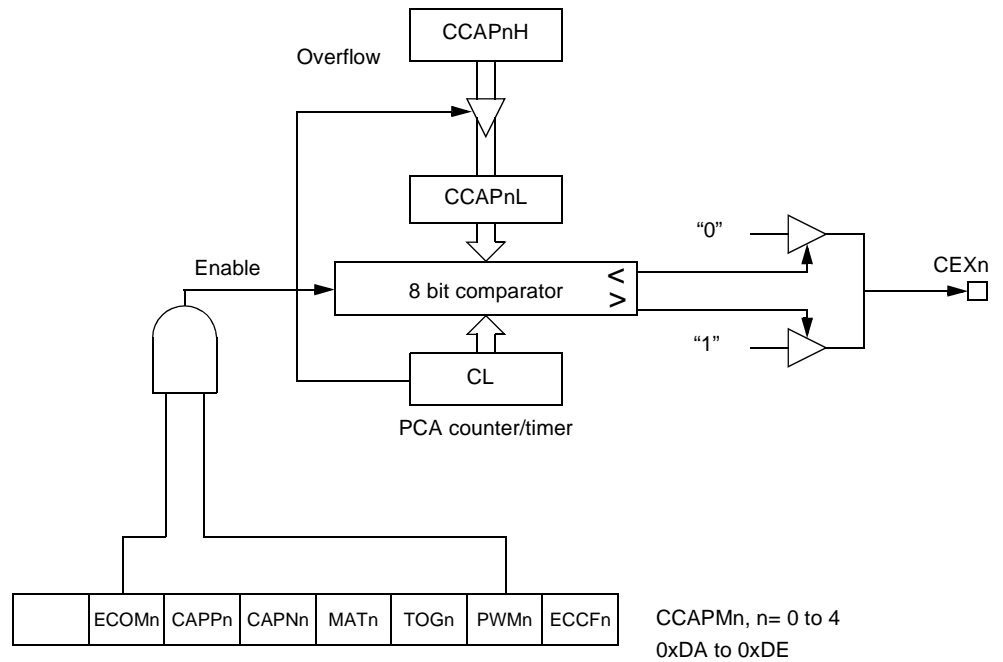 CCAPnH
Overflow
CCAPnL
“0”
Enable
8 bit comparator
<
>
CEXn
“1”
CL
PCA counter/timer
ECOMn CAPPn CAPNn MATn TOGn PWMn ECCFn
CCAPMn, n= 0 to 4
0xDA to 0xDE